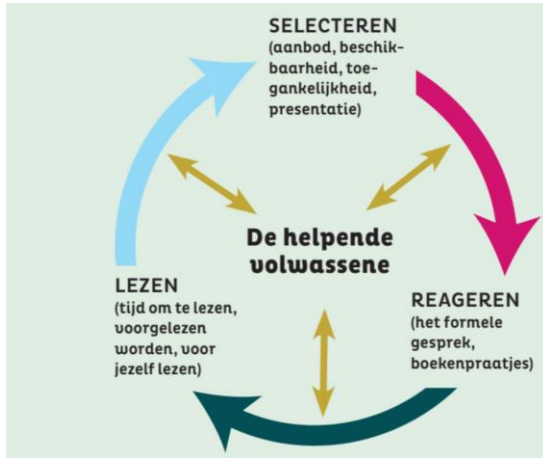 SELECTEREN
(aanbod, beschik-
baarheid, toe-
gankelijkheid,
presentatie)
De helpende
volwassene
LEZEN
(tijd om te lezen,
voorgelezen
worden, voor
jezelf lezen)
REAGEREN
(het formele
gesprek,
boekenpraatjes)